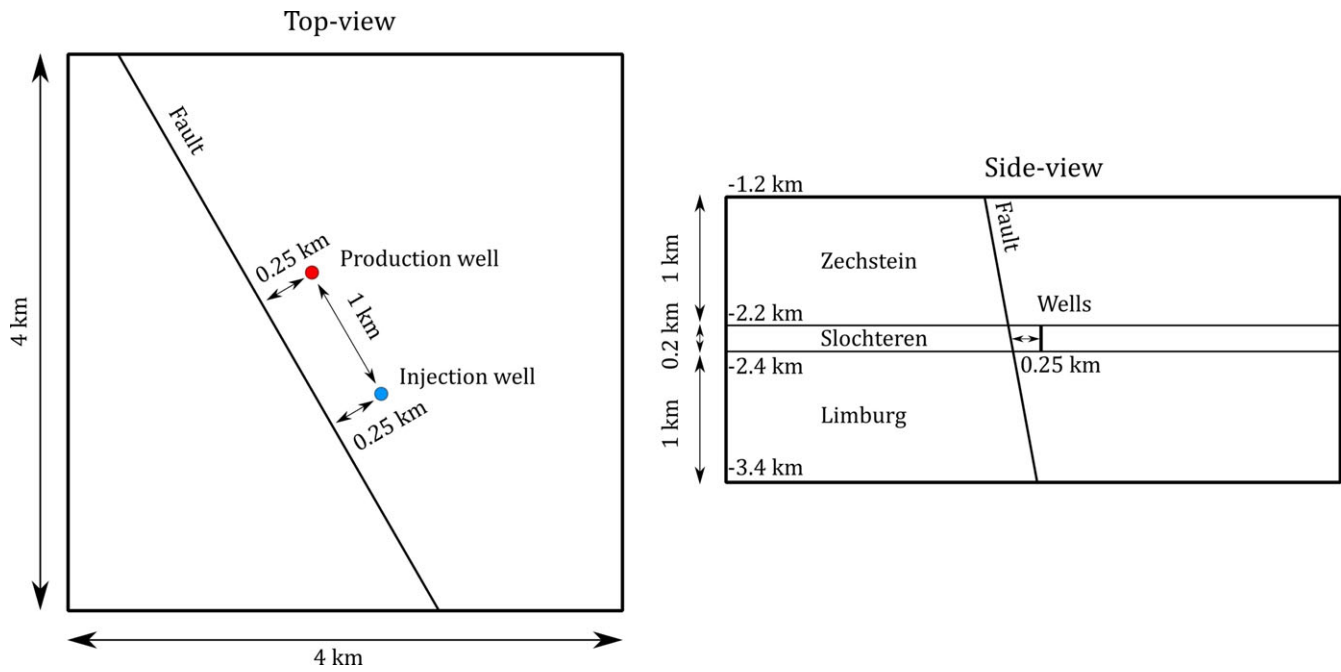 Top-view
Fault
4 km
0.25 km
Production well
1 km
Injection well
0.25 km
4 km
Side-view
-1.2 km
Fault
1 km
Zechstein
Wells
-2.2 km
0.2 km
Slochteren
-2.4 km
0.25 km
1 km
Limburg
-3.4 km